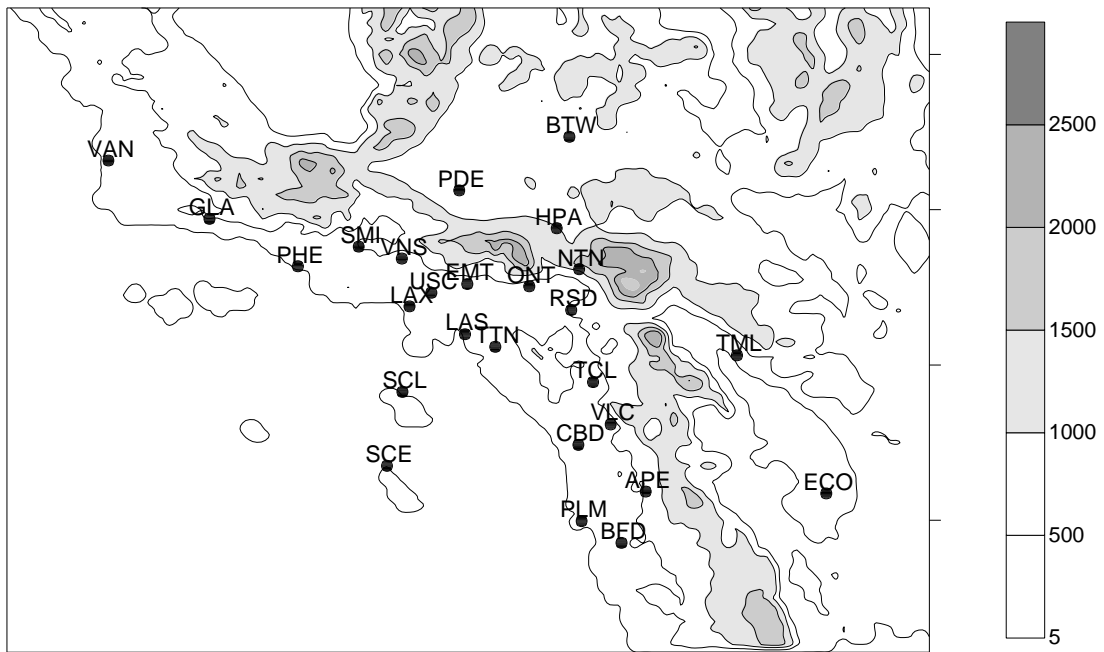 BTW
VAN
PDE
GLA
HPA
SMI
VNS
PHE
NTN
EMT
ONT
USC
LAX
RSD
LAS
TTN
TML
TCL
SCL
VLC
CBD
SCE
APE
ECO
PLM
BFD
2500
2000
1500
1000
500
5